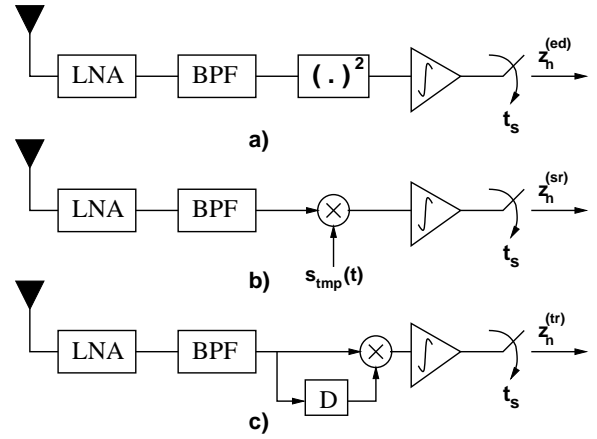 LNA BPF ( . )² ∫ z_n^(ed)
t_s
a)
LNA BPF × ∫ z_n^(sr)
t_s
b) s_tmp(t)
LNA BPF × ∫ z_n^(tr)
D
t_s
c)